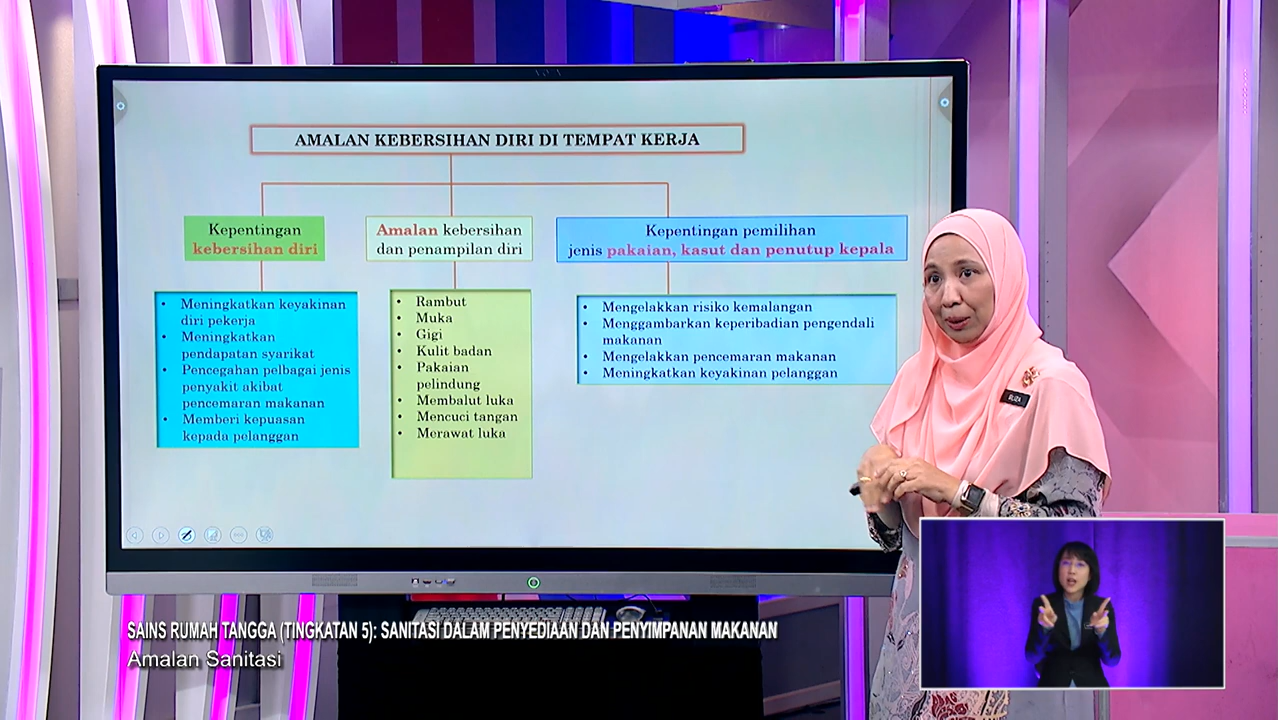 AMALAN KEBERSIHAN DIRI DI TEMPAT KERJA
Kepentingan
kebersihan diri
• Meningkatkan keyakinan
diri pekerja
• Meningkatkan
pendapatan syarikat
• Pencegahan pelbagai jenis
penyakit akibat
pencemaran makanan
• Memberi kepuasan
kepada pelanggan
Amalan kebersihan
dan penampilan diri
• Rambut
• Muka
• Gigi
• Kulit badan
• Pakaian
pelindung
• Membalut luka
• Mencuci tangan
• Merawat luka
Kepentingan pemilihan
jenis pakaian, kasut dan penutup kepala
• Mengelakkan risiko kemalangan
• Menggambarkan keperibadian pengendali
makanan
• Mengelakkan pencemaran makanan
• Meningkatkan keyakinan pelanggan
ELIZA
SAINS RUMAH TANGGA (TINGKATAN 5): SANITASI DALAM PENYEDIAAN DAN PENYIMPANAN MAKANAN
Amalan Sanitasi